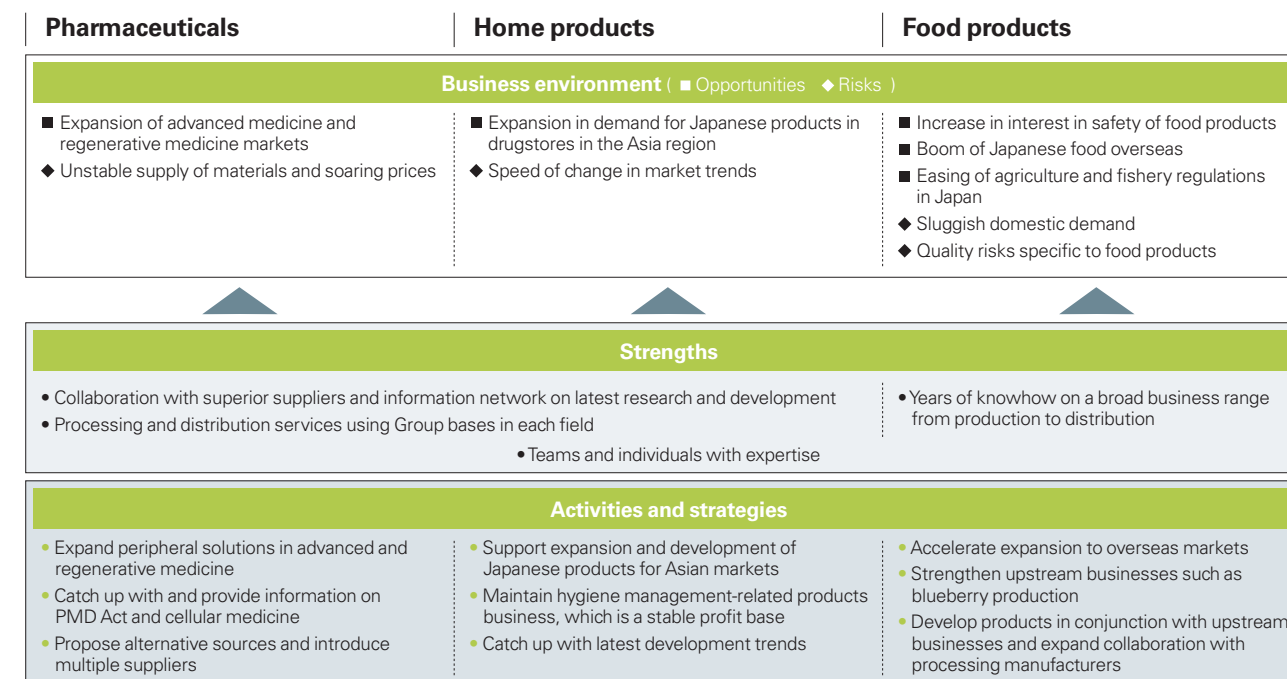 Pharmaceuticals
Home products
Food products
Business environment ( ■ Opportunities ◆ Risks )
■ Expansion of advanced medicine and
regenerative medicine markets
◆ Unstable supply of materials and soaring prices
■ Expansion in demand for Japanese products in
drugstores in the Asia region
◆ Speed of change in market trends
■ Increase in interest in safety of food products
■ Boom of Japanese food overseas
■ Easing of agriculture and fishery regulations
in Japan
◆ Sluggish domestic demand
◆ Quality risks specific to food products
Strengths
• Collaboration with superior suppliers and information network on latest research and development
• Processing and distribution services using Group bases in each field
• Years of knowhow on a broad business range
from production to distribution
• Teams and individuals with expertise
Activities and strategies
• Expand peripheral solutions in advanced and
regenerative medicine
• Catch up with and provide information on
PMD Act and cellular medicine
• Propose alternative sources and introduce
multiple suppliers
• Support expansion and development of
Japanese products for Asian markets
• Maintain hygiene management-related products
business, which is a stable profit base
• Catch up with latest development trends
• Accelerate expansion to overseas markets
• Strengthen upstream businesses such as
blueberry production
• Develop products in conjunction with upstream
businesses and expand collaboration with
processing manufacturers